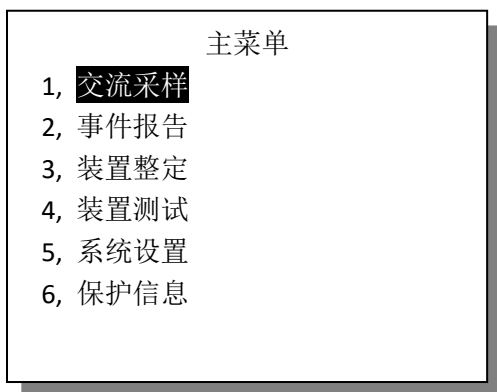 主菜单
1, 交流采样
2, 事件报告
3, 装置整定
4, 装置测试
5, 系统设置
6, 保护信息